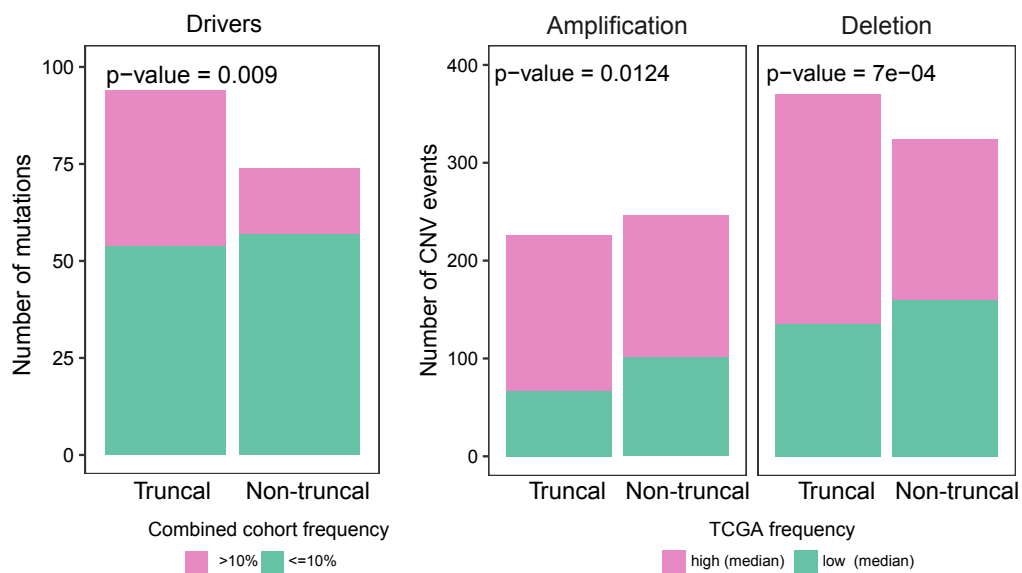 Drivers
p−value = 0.009
Number of mutations
100
75
50
25
0
Truncal Non-truncal
Combined cohort frequency
>10% <=10%
Amplification Deletion
p−value = 0.0124 p−value = 7e−04
Number of CNV events
400
300
200
100
0
Truncal Non-truncal Truncal Non-truncal
TCGA frequency
high (median) low (median)